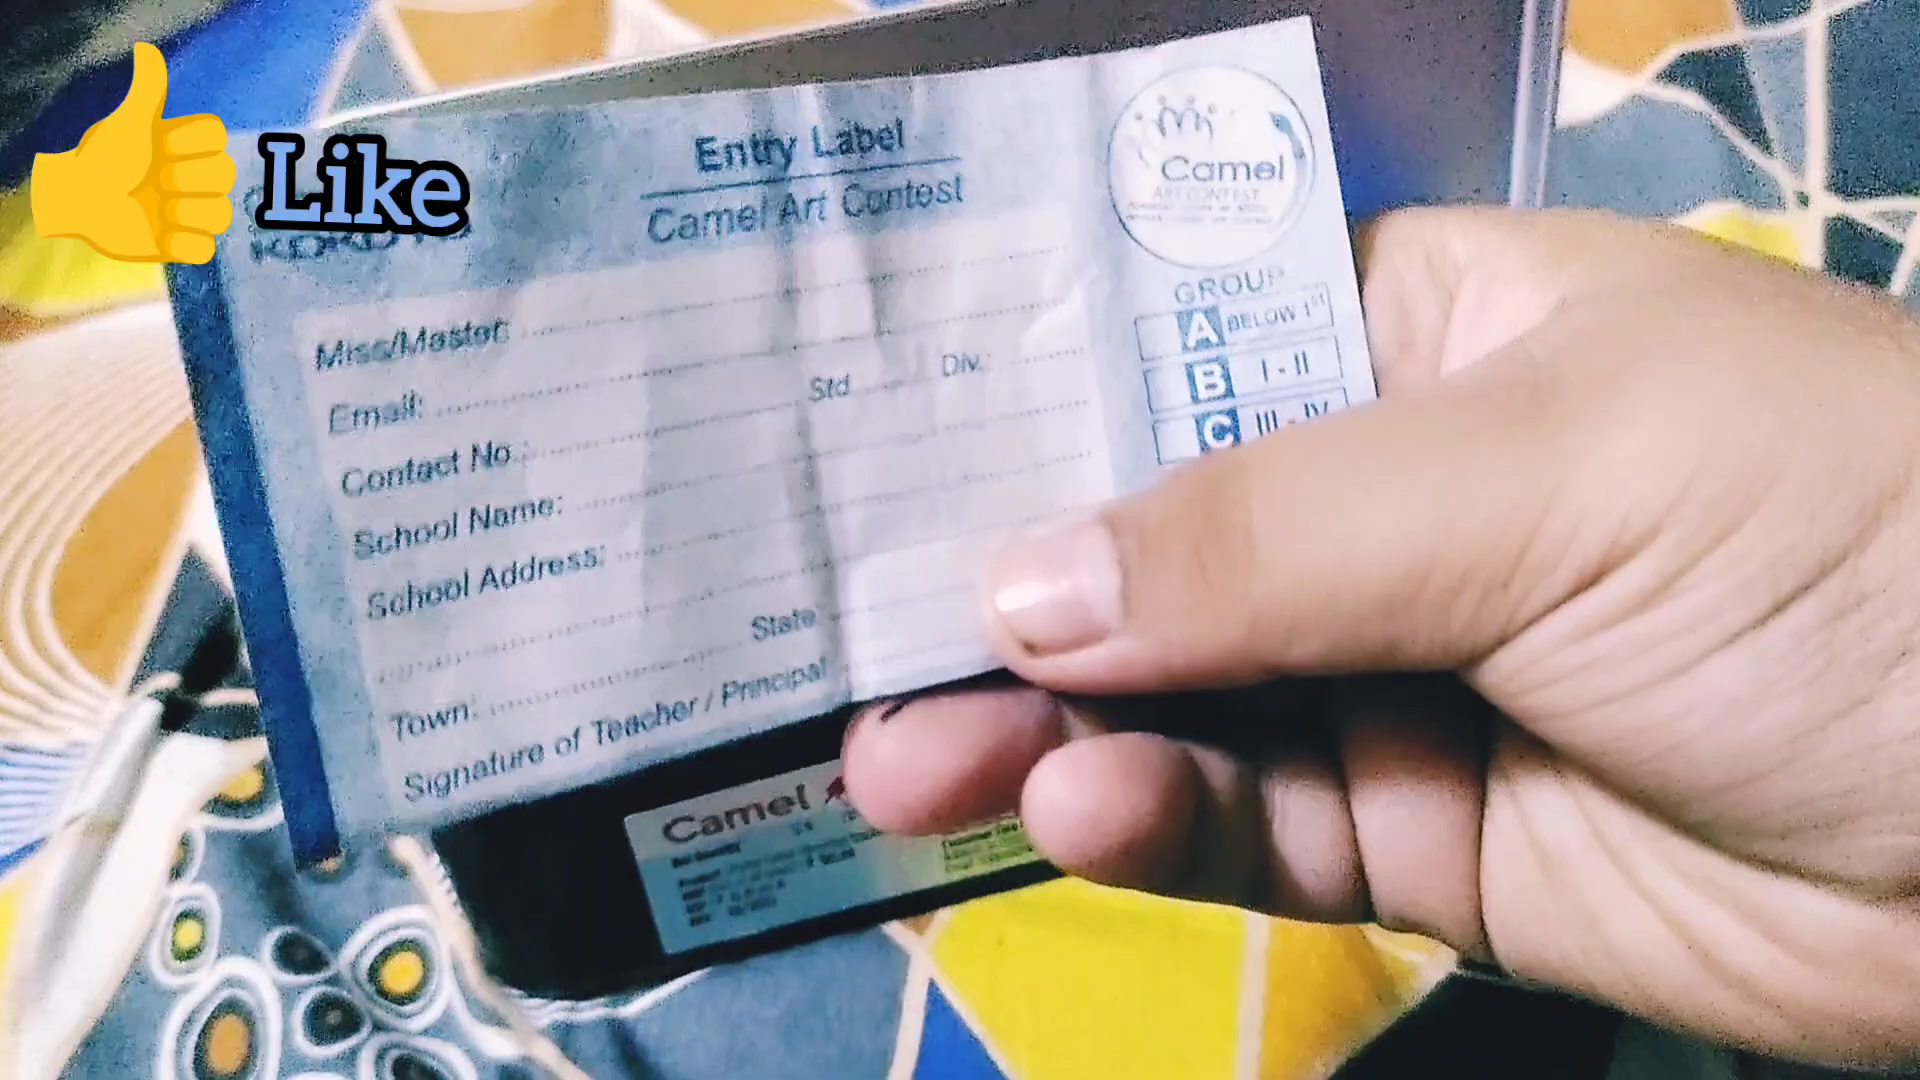 Like
Entry Label
Camel Art Contest
Camel
ART CONTEST
Miss/Master:
Email:
Std Div.:
Contact No.:
School Name:
School Address:
Town: State
Signature of Teacher / Principal
GROUP
A BELOW 1st
B I - II
C III - IV
Camel